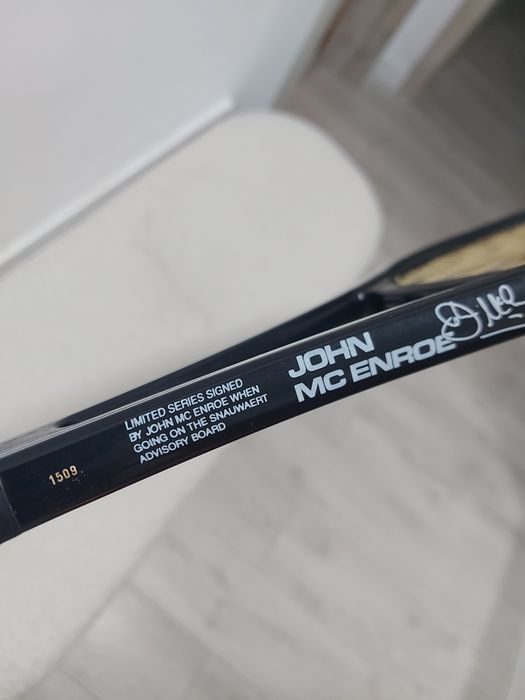 1509
LIMITED SERIES SIGNED
BY JOHN MC ENROE WHEN
GOING ON THE SNAUWAERT
ADVISORY BOARD
JOHN
MC ENROE